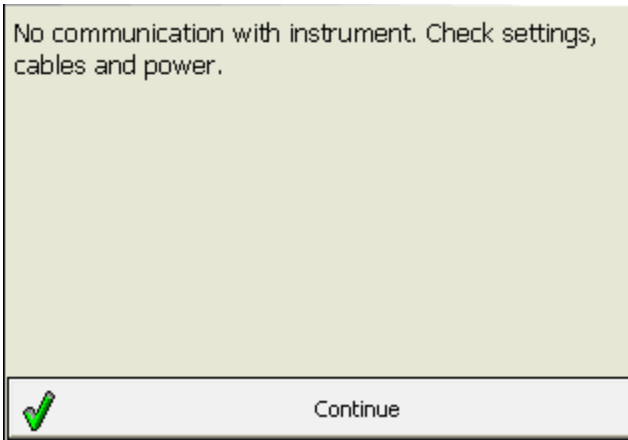 No communication with instrument. Check settings,
cables and power.
Continue